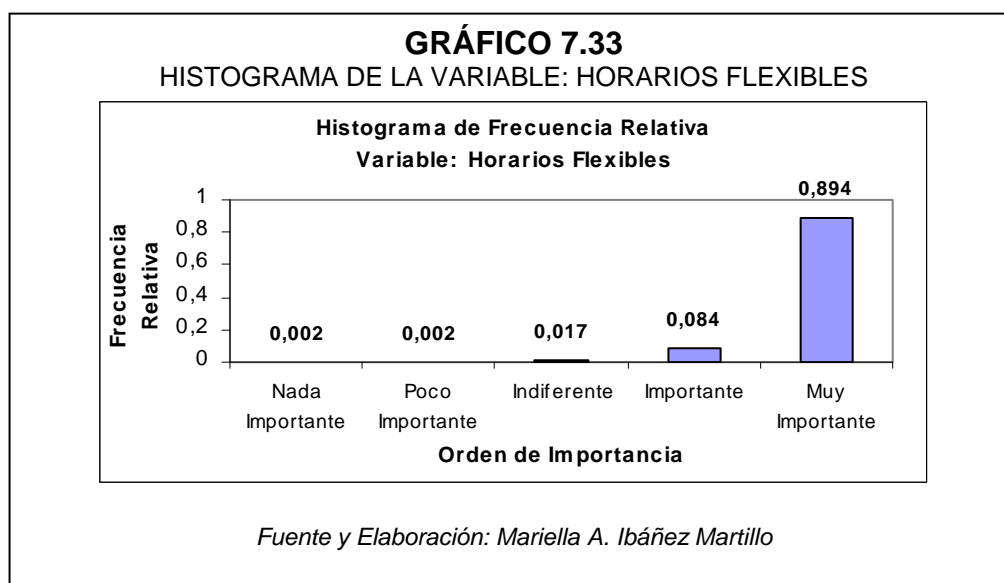 GRÁFICO 7.33
HISTOGRAMA DE LA VARIABLE: HORARIOS FLEXIBLES
Histograma de Frecuencia Relativa
Variable: Horarios Flexibles
Frecuencia
Relativa
1
0,8
0,6
0,4
0,2
0
0,002
0,002
0,017
0,084
0,894
Nada
Importante
Poco
Importante
Indiferente
Importante
Muy
Importante
Orden de Importancia
Fuente y Elaboración: Mariella A. Ibáñez Martillo